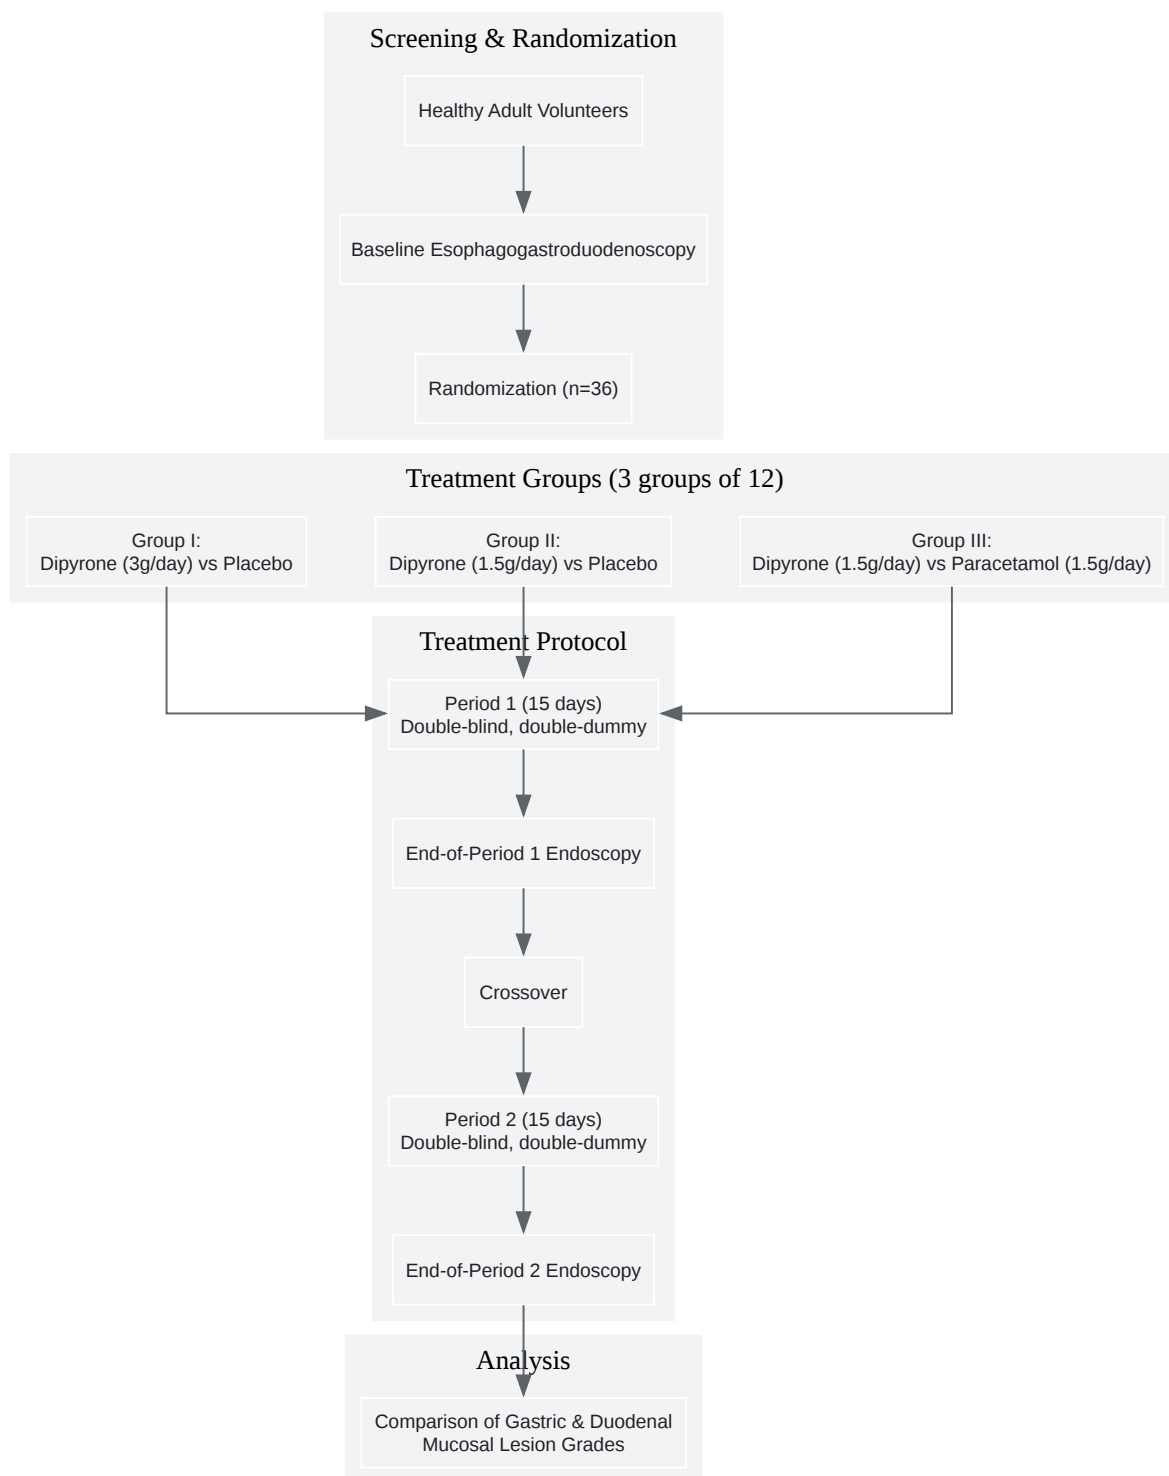 Screening & Randomization
Healthy Adult Volunteers
Baseline Esophagogastroduodenoscopy
Randomization (n=36)
Treatment Groups (3 groups of 12)
Group I:
Dipyrone (3g/day) vs Placebo
Group II:
Dipyrone (1.5g/day) vs Placebo
Group III:
Dipyrone (1.5g/day) vs Paracetamol (1.5g/day)
Treatment Protocol
Period 1 (15 days)
Double-blind, double-dummy
End-of-Period 1 Endoscopy
Crossover
Period 2 (15 days)
Double-blind, double-dummy
End-of-Period 2 Endoscopy
Analysis
Comparison of Gastric & Duodenal
Mucosal Lesion Grades